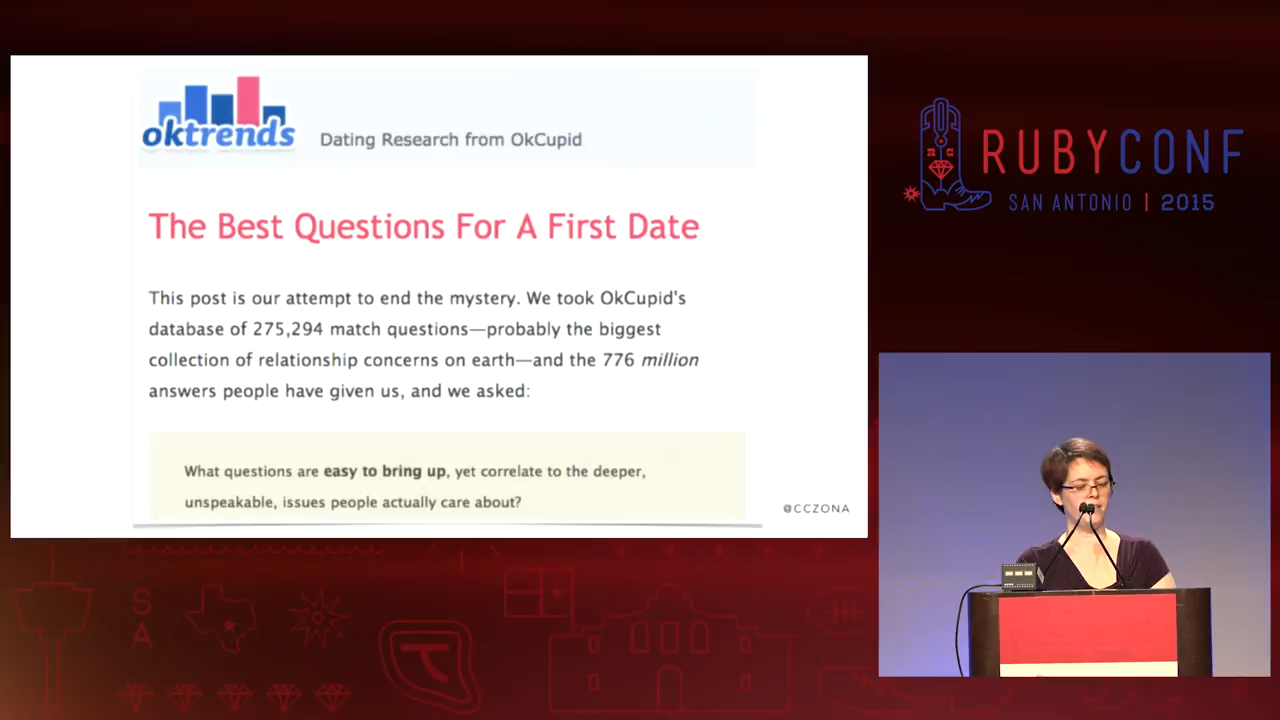 oktrends
Dating Research from OkCupid
The Best Questions For A First Date
This post is our attempt to end the mystery. We took OkCupid's
database of 275,294 match questions—probably the biggest
collection of relationship concerns on earth—and the 776 million
answers people have given us, and we asked:
What questions are easy to bring up, yet correlate to the deeper,
unspeakable, issues people actually care about?
@CCZONA
RUBYCONF
SAN ANTONIO | 2015
S
A